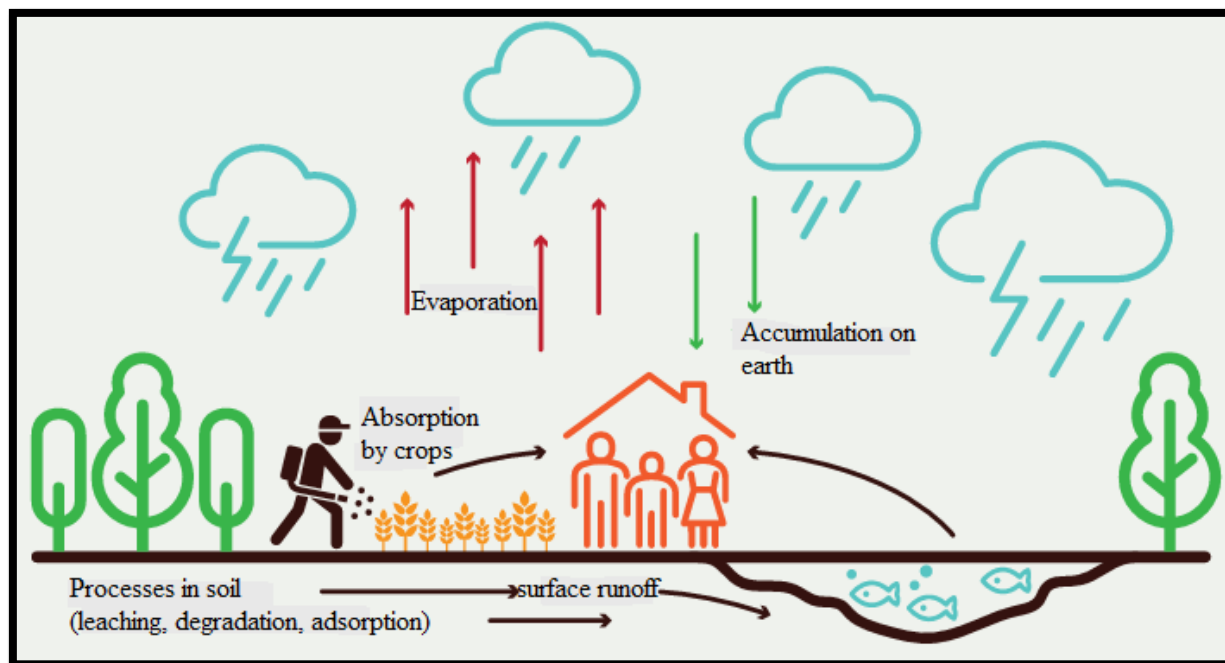 Evaporation
Accumulation on
earth
Absorption
by crops
Processes in soil
surface runoff
(leaching, degradation, adsorption)